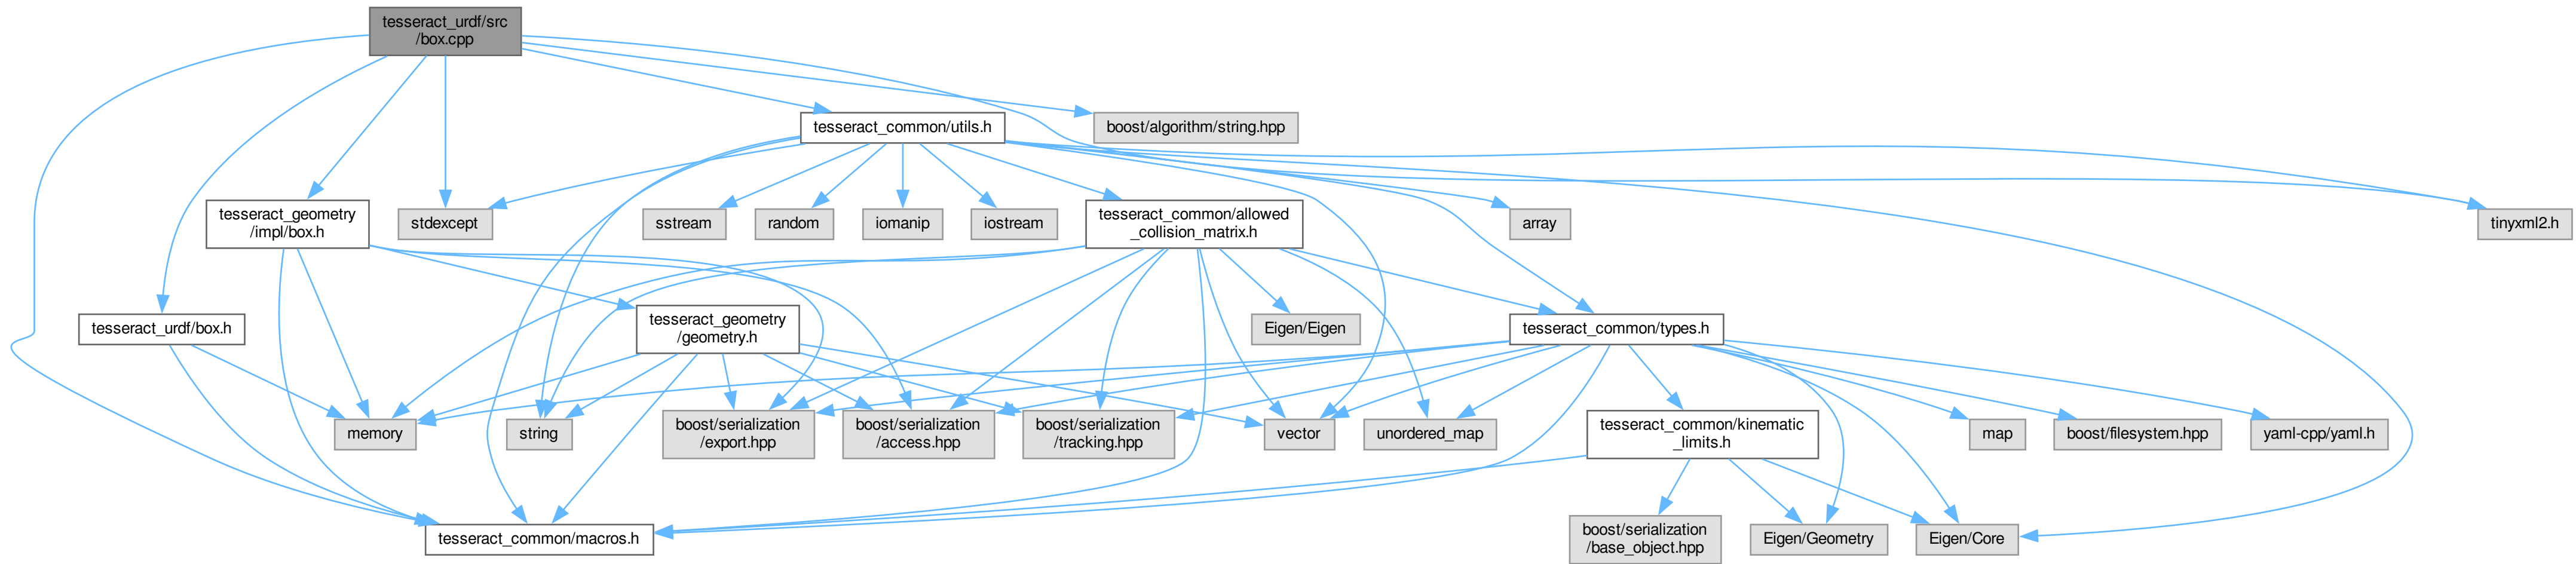 tesseract_urdf/src
/box.cpp
tesseract_common/utils.h
boost/algorithm/string.hpp
tesseract_geometry
/impl/box.h
stdexcept
sstream
random
iomanip
iostream
tesseract_common/allowed
_collision_matrix.h
array
tinyxml2.h
tesseract_urdf/box.h
tesseract_geometry
/geometry.h
Eigen/Eigen
tesseract_common/types.h
memory
string
boost/serialization
/export.hpp
boost/serialization
/access.hpp
boost/serialization
/tracking.hpp
vector
unordered_map
tesseract_common/kinematic
_limits.h
map
boost/filesystem.hpp
yaml-cpp/yaml.h
tesseract_common/macros.h
boost/serialization
/base_object.hpp
Eigen/Geometry
Eigen/Core